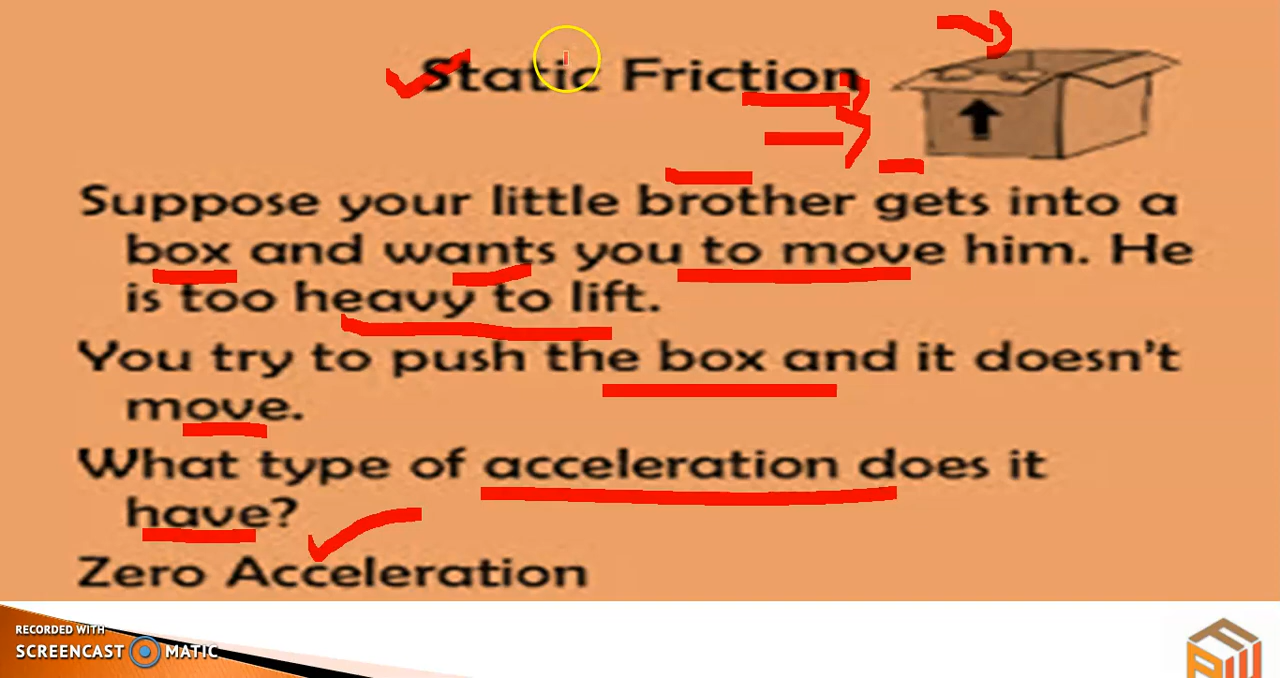 Static Friction
Suppose your little brother gets into a
box and wants you to move him. He
is too heavy to lift.
You try to push the box and it doesn't
move.
What type of acceleration does it
have?
Zero Acceleration
RECORDED WITH
SCREENCAST MATIC